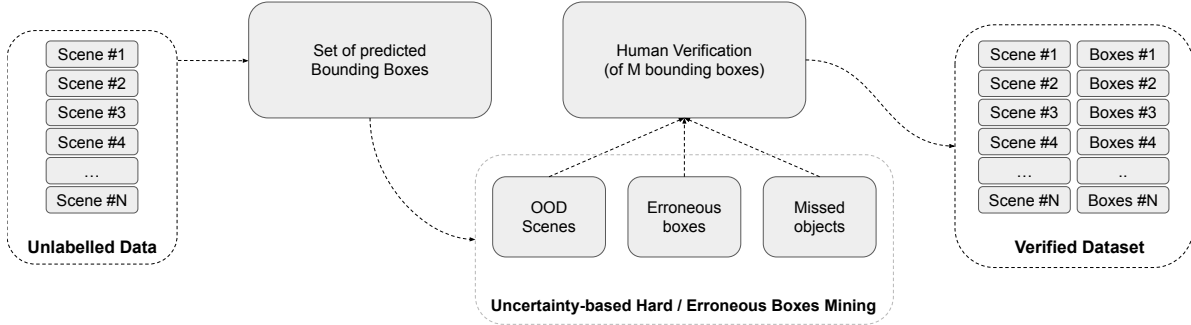 Scene #1
Scene #2
Scene #3
Scene #4
...
Scene #N
Unlabelled Data
Set of predicted
Bounding Boxes
Human Verification
(of M bounding boxes)
OOD
Scenes
Erroneous
boxes
Missed
objects
Uncertainty-based Hard / Erroneous Boxes Mining
Scene #1 Boxes #1
Scene #2 Boxes #2
Scene #3 Boxes #3
Scene #4 Boxes #4
... ..
Scene #N Boxes #N
Verified Dataset